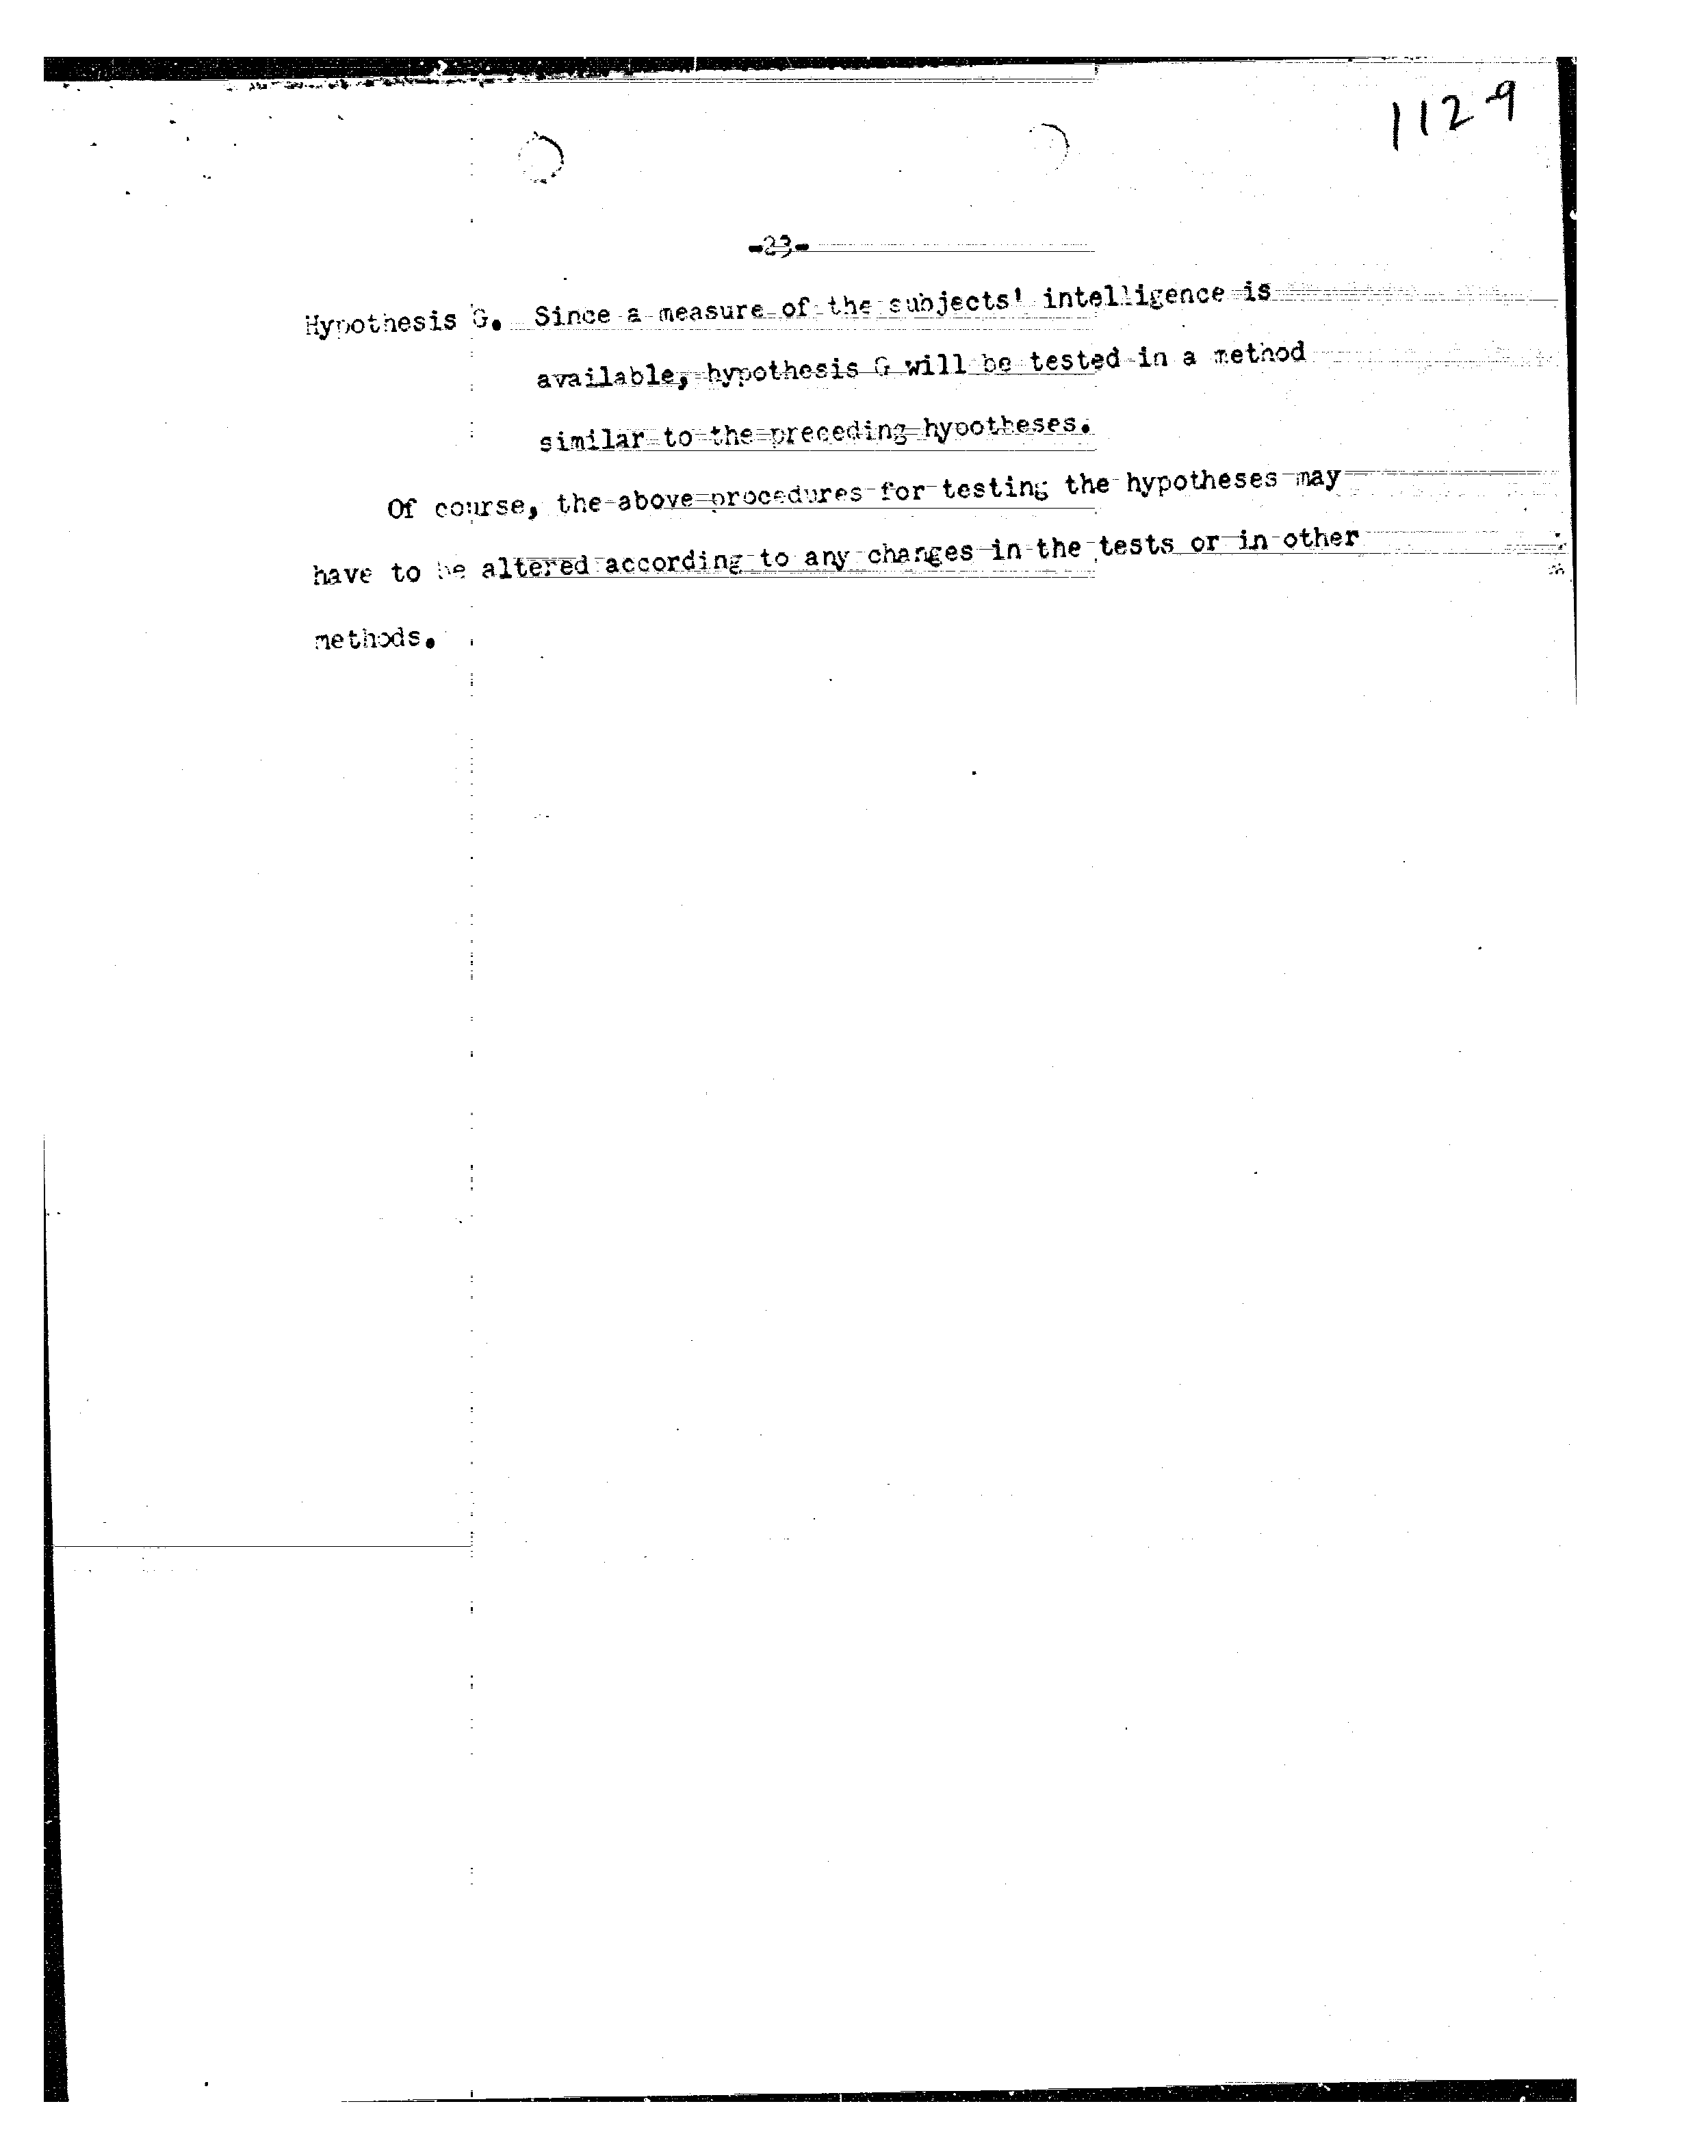 1129
-23-
Hypothesis G. Since a measure of the subjects' intelligence is
available, hypothesis G will be tested in a method
similar to the preceding hypotheses.
Of course, the above procedures for testing the hypotheses may
have to be altered according to any changes in the tests or in other
methods.